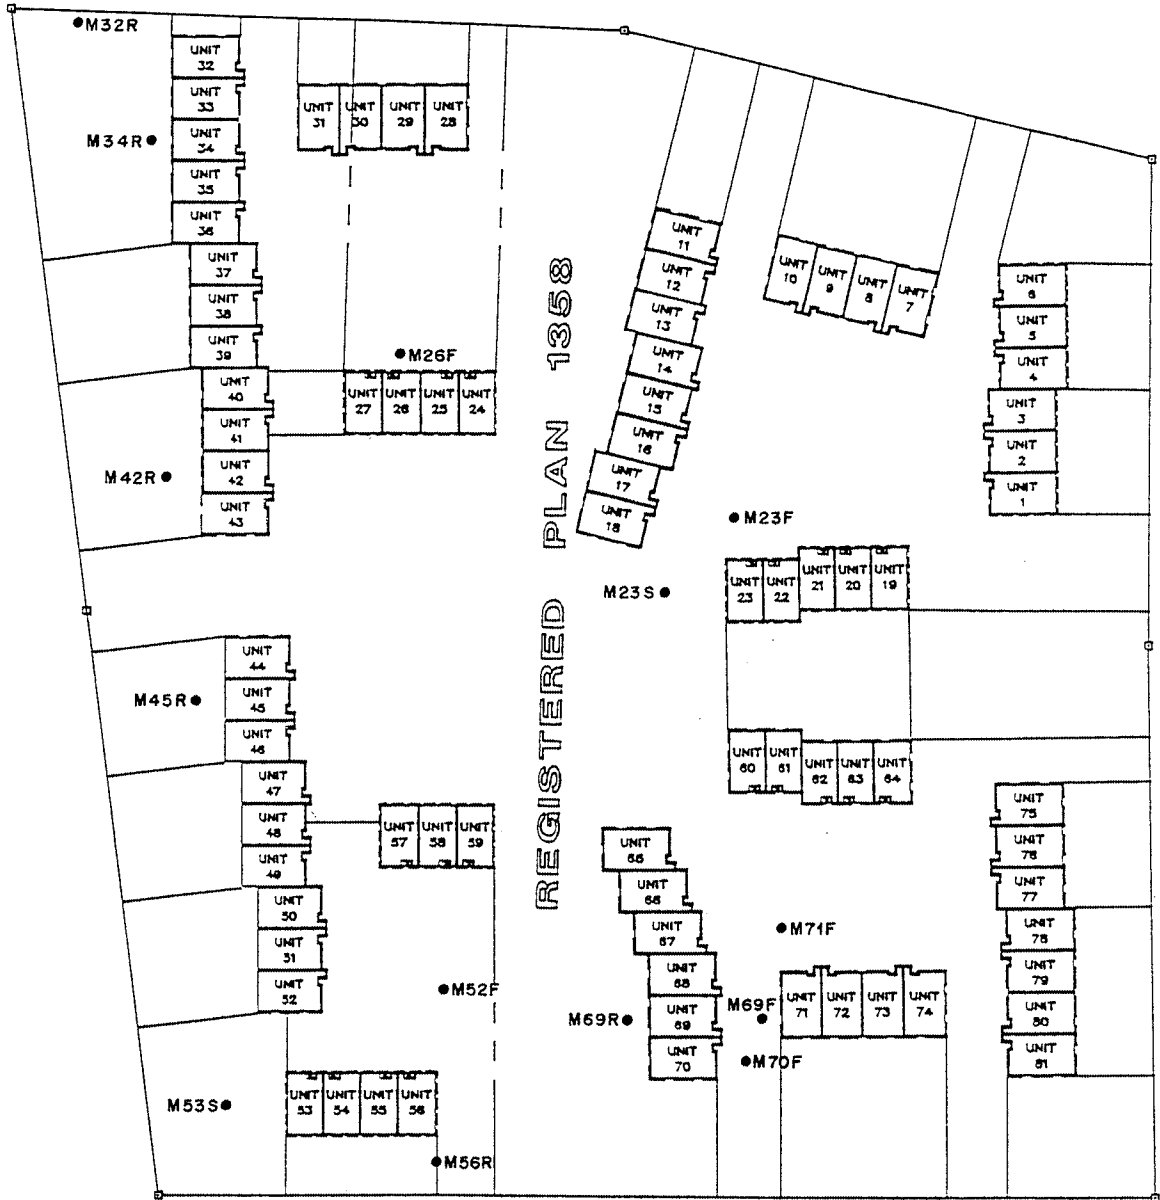 M32R
UNIT 32
UNIT 33
M34R
UNIT 34
UNIT 35
UNIT 36
UNIT 37
UNIT 38
UNIT 39
UNIT 40
UNIT 41
M42R
UNIT 42
UNIT 43
UNIT 31
UNIT 30
UNIT 29
UNIT 28
M26F
UNIT 27
UNIT 26
UNIT 25
UNIT 24
REGISTERED PLAN 1358
UNIT 11
UNIT 12
UNIT 13
UNIT 14
UNIT 15
UNIT 16
UNIT 17
UNIT 18
UNIT 10
UNIT 9
UNIT 8
UNIT 7
UNIT 6
UNIT 5
UNIT 4
UNIT 3
UNIT 2
UNIT 1
M23F
M23S
UNIT 23
UNIT 22
UNIT 21
UNIT 20
UNIT 19
UNIT 44
M45R
UNIT 45
UNIT 46
UNIT 47
UNIT 48
UNIT 49
UNIT 50
UNIT 51
UNIT 52
M52F
UNIT 57
UNIT 58
UNIT 59
M53S
UNIT 53
UNIT 54
UNIT 55
UNIT 56
M56R
UNIT 60
UNIT 61
UNIT 62
UNIT 63
UNIT 64
UNIT 65
UNIT 66
UNIT 67
UNIT 68
M69R
UNIT 69
UNIT 70
M71F
M69F
M70F
UNIT 71
UNIT 72
UNIT 73
UNIT 74
UNIT 75
UNIT 76
UNIT 77
UNIT 78
UNIT 79
UNIT 80
UNIT 81